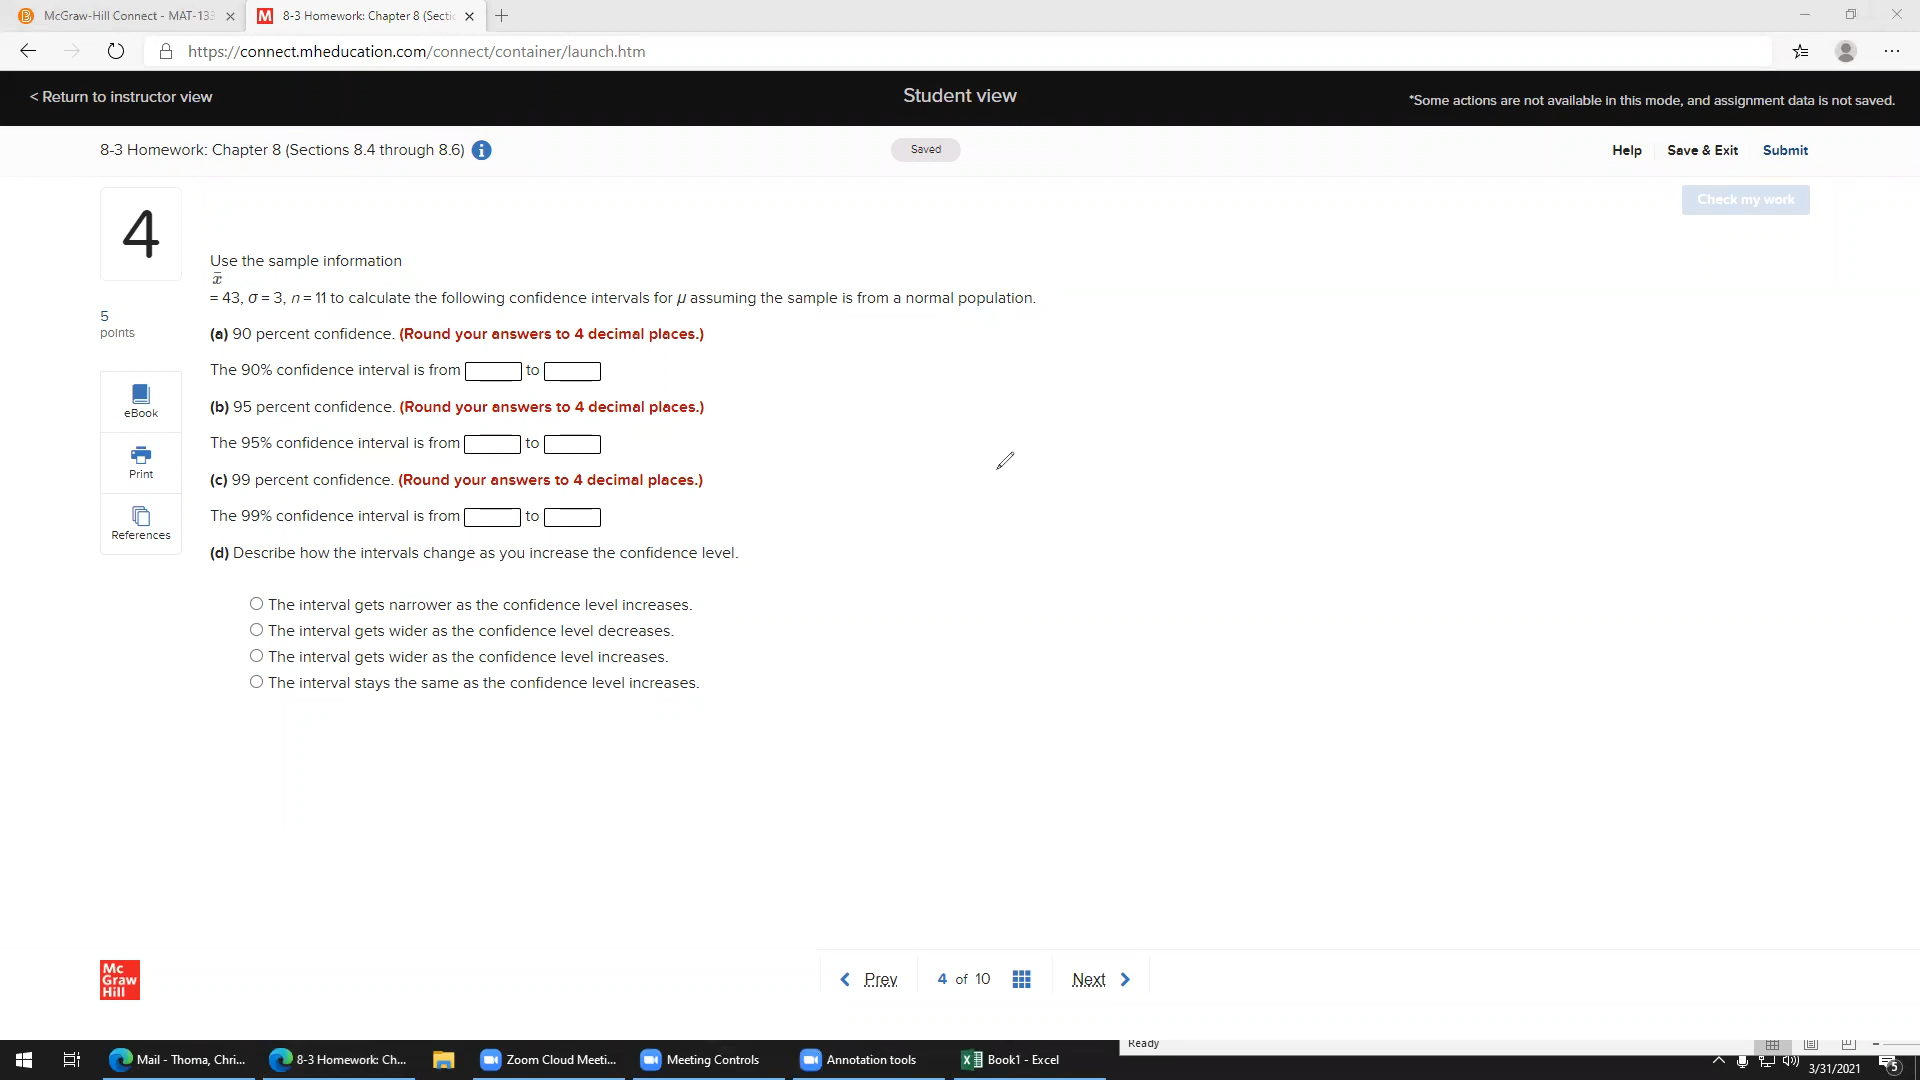 McGraw-Hill Connect - MAT-133
8-3 Homework: Chapter 8 (Sectic
https://connect.mheducation.com/connect/container/launch.htm
< Return to instructor view
Student view
*Some actions are not available in this mode, and assignment data is not saved.
8-3 Homework: Chapter 8 (Sections 8.4 through 8.6)
Saved
Help
Save & Exit
Submit
4
Check my work
5
points
eBook
Print
References
Use the sample information
x̄
= 43, σ = 3, n = 11 to calculate the following confidence intervals for μ assuming the sample is from a normal population.
(a) 90 percent confidence. (Round your answers to 4 decimal places.)
The 90% confidence interval is from to
(b) 95 percent confidence. (Round your answers to 4 decimal places.)
The 95% confidence interval is from to
(c) 99 percent confidence. (Round your answers to 4 decimal places.)
The 99% confidence interval is from to
(d) Describe how the intervals change as you increase the confidence level.
The interval gets narrower as the confidence level increases.
The interval gets wider as the confidence level decreases.
The interval gets wider as the confidence level increases.
The interval stays the same as the confidence level increases.
Mc
Graw
Hill
Prev
4 of 10
Next
Ready
Mail - Thoma, Chri...
8-3 Homework: Ch...
Zoom Cloud Meeti...
Meeting Controls
Annotation tools
Book1 - Excel
3/31/2021
5